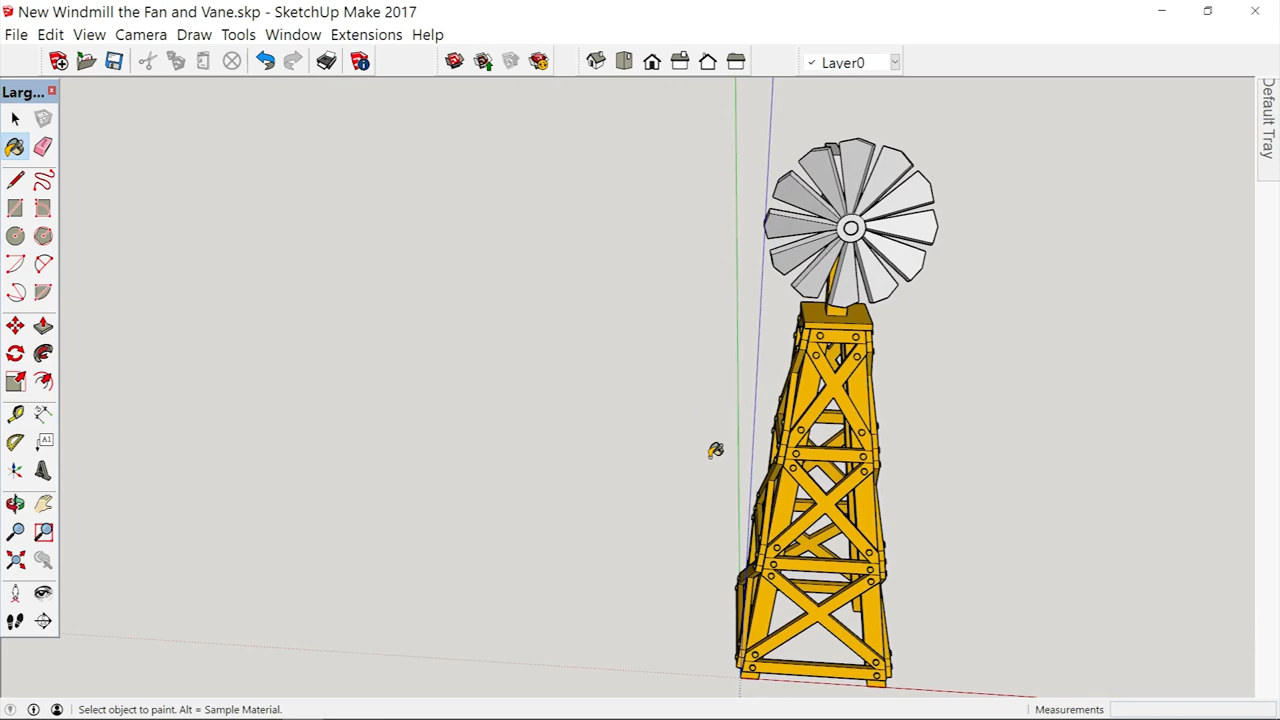 New Windmill the Fan and Vane.skp - SketchUp Make 2017
File Edit View Camera Draw Tools Window Extensions Help
✓ Layer0
Larg...
Default Tray
A1
Select object to paint. Alt = Sample Material.
Measurements